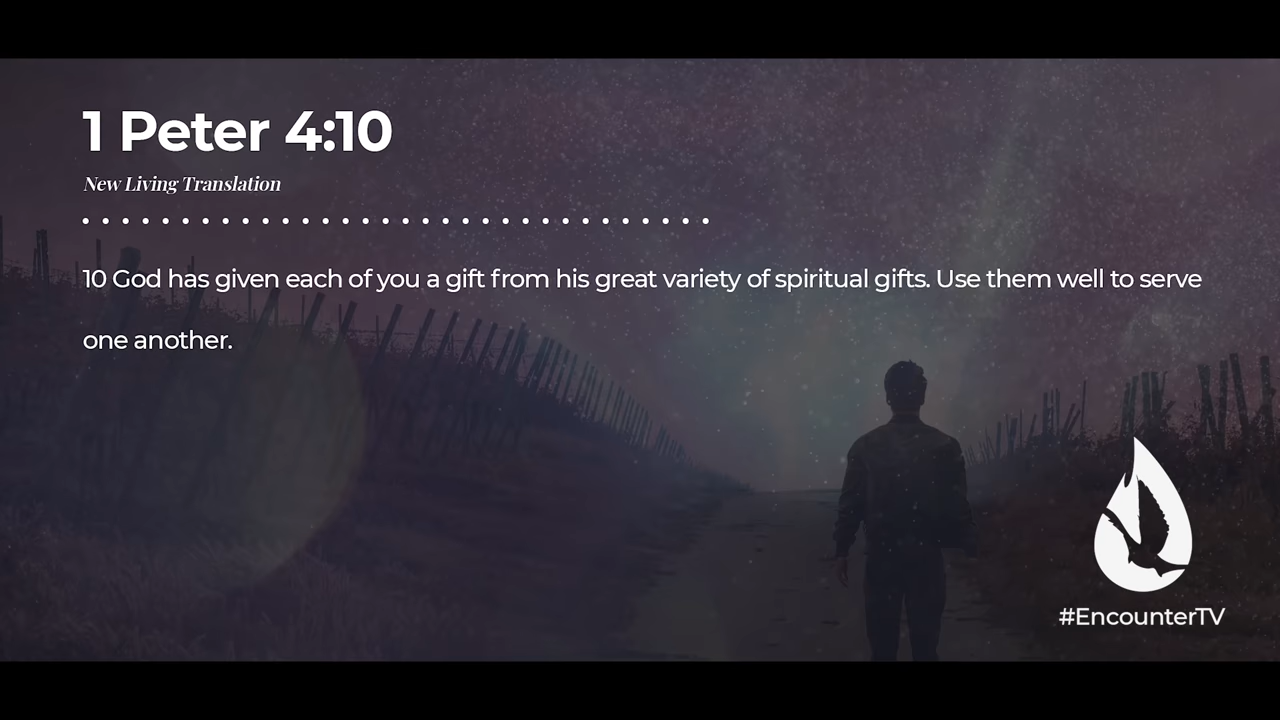 1 Peter 4:10
New Living Translation
10 God has given each of you a gift from his great variety of spiritual gifts. Use them well to serve
one another.
#EncounterTV